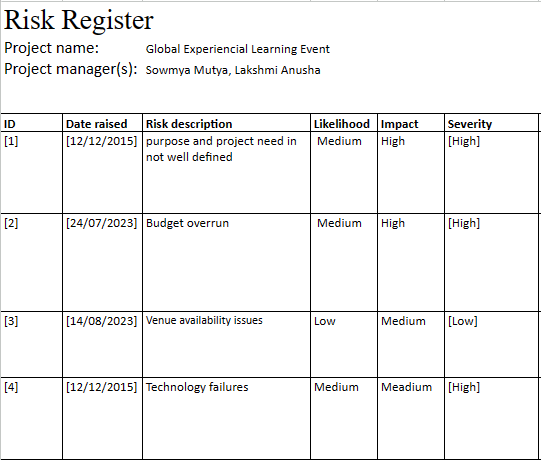 Risk Register
Project name: Global Experiencial Learning Event
Project manager(s): Sowmya Mutya, Lakshmi Anusha
ID Date raised Risk description Likelihood Impact Severity
[1] [12/12/2015] purpose and project need in Medium High [High]
not well defined
[2] [24/07/2023] Budget overrun Medium High [High]
[3] [14/08/2023] Venue availability issues Low Medium [Low]
[4] [12/12/2015] Technology failures Medium Meadium [High]